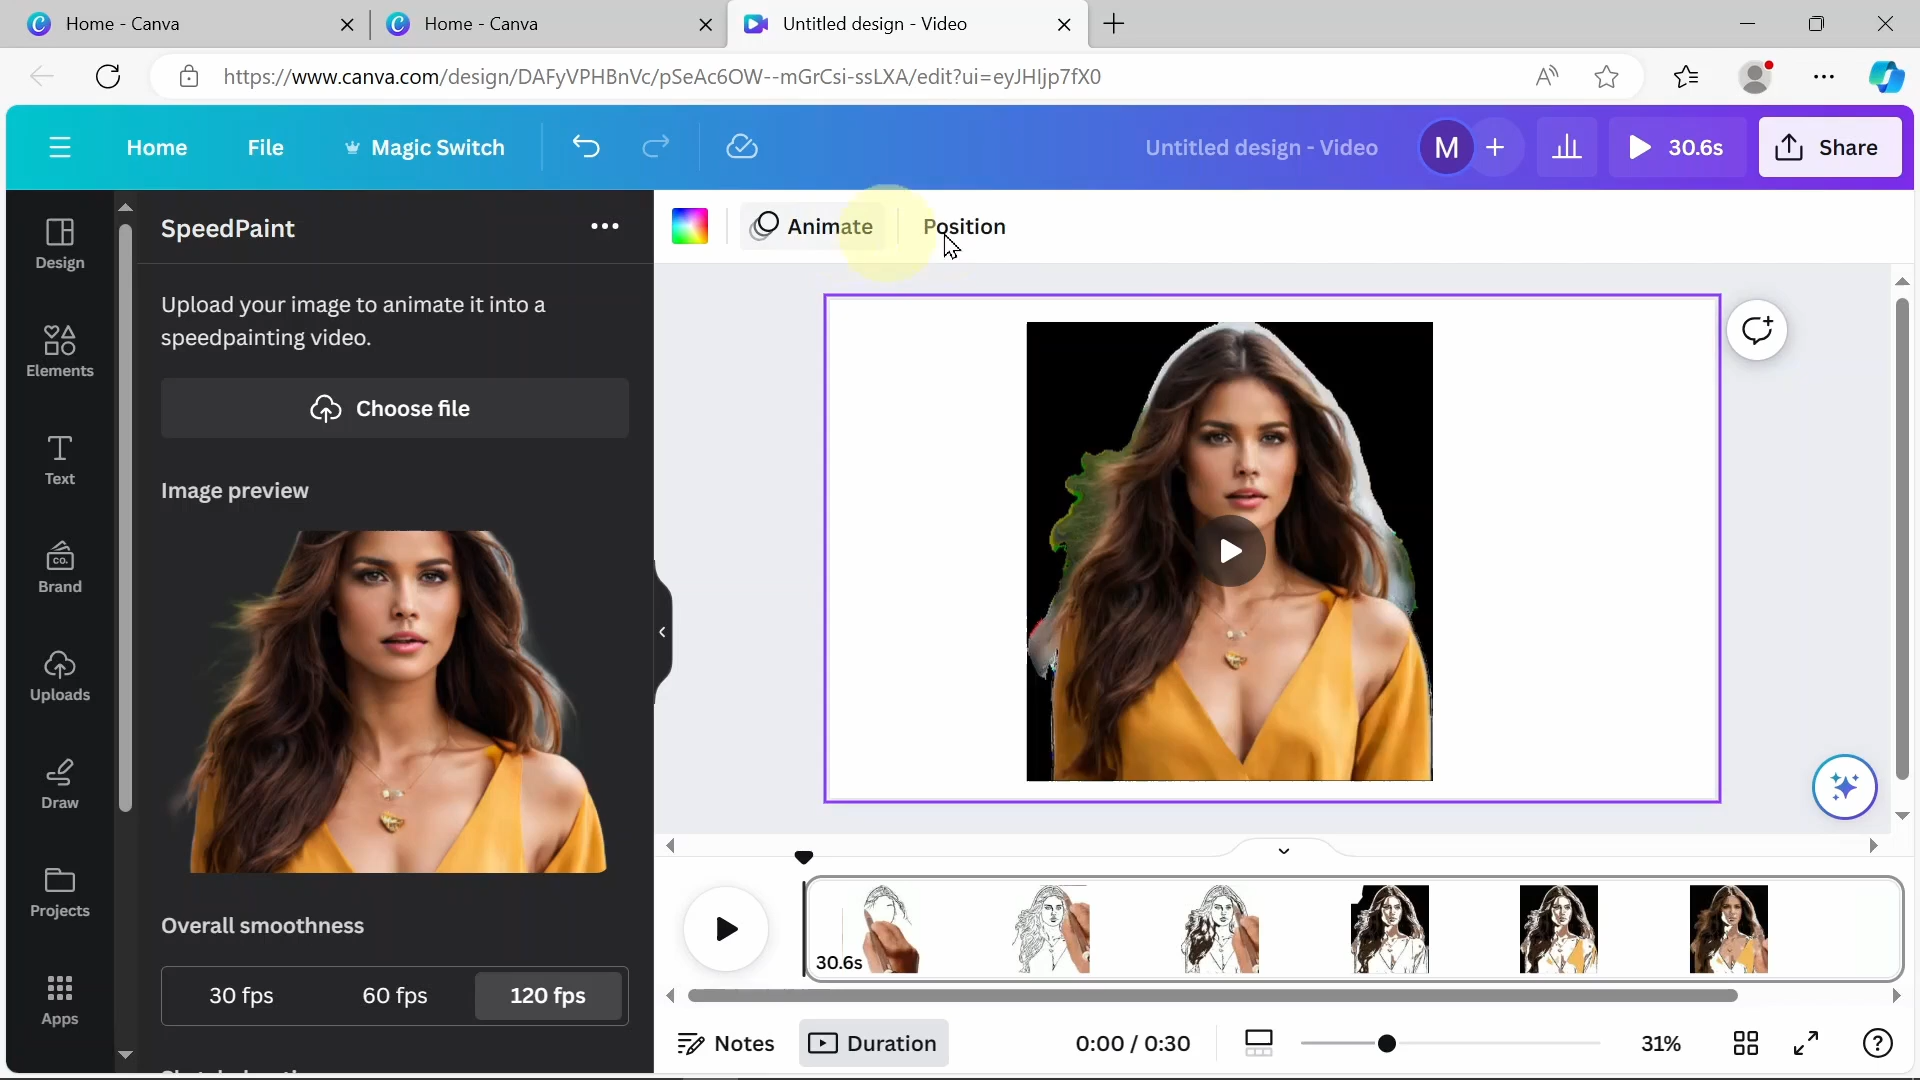 Home - Canva
Home - Canva
Untitled design - Video
https://www.canva.com/design/DAFyVPHBnVc/pSeAc6OW--mGrCsi-ssLXA/edit?ui=eyJHIjp7fX0
Home
File
Magic Switch
Untitled design - Video
M
30.6s
Share
Design
Elements
Text
Brand
Uploads
Draw
Projects
Apps
SpeedPaint
Upload your image to animate it into a
speedpainting video.
Choose file
Image preview
Overall smoothness
30 fps
60 fps
120 fps
Animate
Position
30.6s
Notes
Duration
0:00 / 0:30
31%